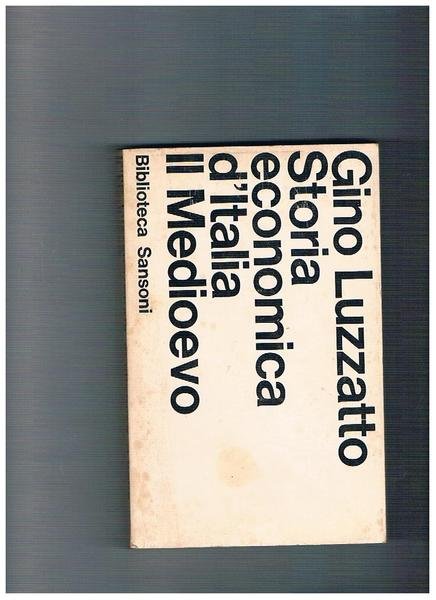 Gino Luzzatto
Storia
economica
d'Italia
Il Medioevo
Biblioteca Sansoni